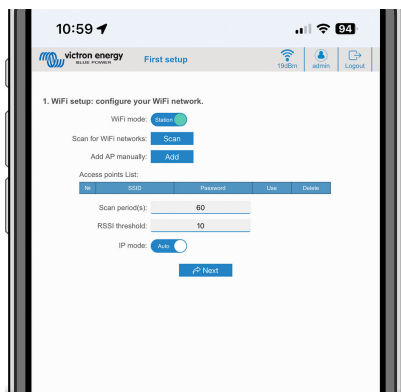 10:59
94
victron energy
BLUE POWER
First setup
19dBm
admin
Logout
1. WiFi setup: configure your WiFi network.
WiFi mode: Station
Scan for WiFi networks: Scan
Add AP manually: Add
Access points List:
№ SSID Password Use Delete
Scan period(s): 60
RSSI threshold: 10
IP mode: Auto
Next